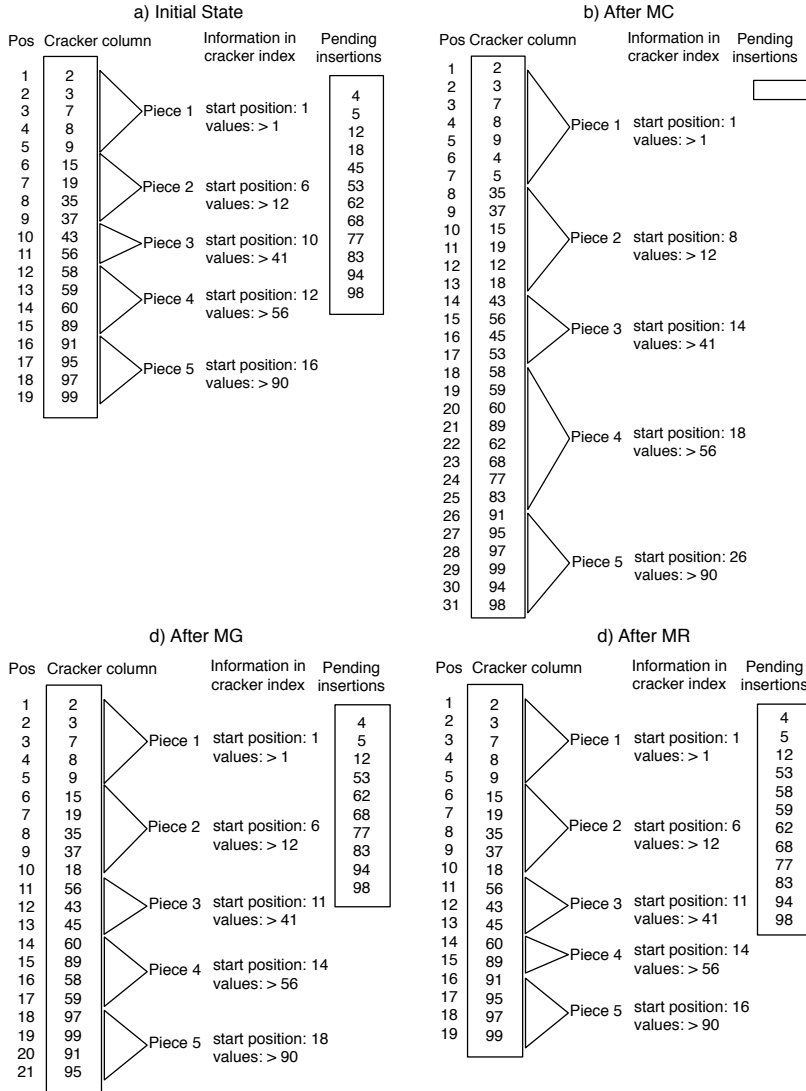 a) Initial State
Pos Cracker column Information in cracker index Pending insertions
1 2
2 3
3 7
4 8
5 9
6 15
7 19
8 35
9 37
10 43
11 56
12 58
13 59
14 60
15 89
16 91
17 95
18 97
19 99
Piece 1 start position: 1
values: > 1
Piece 2 start position: 6
values: > 12
Piece 3 start position: 10
values: > 41
Piece 4 start position: 12
values: > 56
Piece 5 start position: 16
values: > 90
4
5
12
18
45
53
62
68
77
83
94
98
b) After MC
Pos Cracker column Information in cracker index Pending insertions
1 2
2 3
3 7
4 8
5 9
6 4
7 5
8 35
9 37
10 15
11 19
12 12
13 18
14 43
15 56
16 45
17 53
18 58
19 59
20 60
21 89
22 62
23 68
24 77
25 83
26 91
27 95
28 97
29 99
30 94
31 98
Piece 1 start position: 1
values: > 1
Piece 2 start position: 8
values: > 12
Piece 3 start position: 14
values: > 41
Piece 4 start position: 18
values: > 56
Piece 5 start position: 26
values: > 90
d) After MG
Pos Cracker column Information in cracker index Pending insertions
1 2
2 3
3 7
4 8
5 9
6 15
7 19
8 35
9 37
10 18
11 56
12 43
13 45
14 60
15 89
16 58
17 59
18 97
19 99
20 91
21 95
Piece 1 start position: 1
values: > 1
Piece 2 start position: 6
values: > 12
Piece 3 start position: 11
values: > 41
Piece 4 start position: 14
values: > 56
Piece 5 start position: 18
values: > 90
4
5
12
53
62
68
77
83
94
98
d) After MR
Pos Cracker column Information in cracker index Pending insertions
1 2
2 3
3 7
4 8
5 9
6 15
7 19
8 35
9 37
10 18
11 56
12 43
13 45
14 60
15 89
16 91
17 95
18 97
19 99
Piece 1 start position: 1
values: > 1
Piece 2 start position: 6
values: > 12
Piece 3 start position: 11
values: > 41
Piece 4 start position: 14
values: > 56
Piece 5 start position: 16
values: > 90
4
5
12
53
58
59
62
68
77
83
94
98